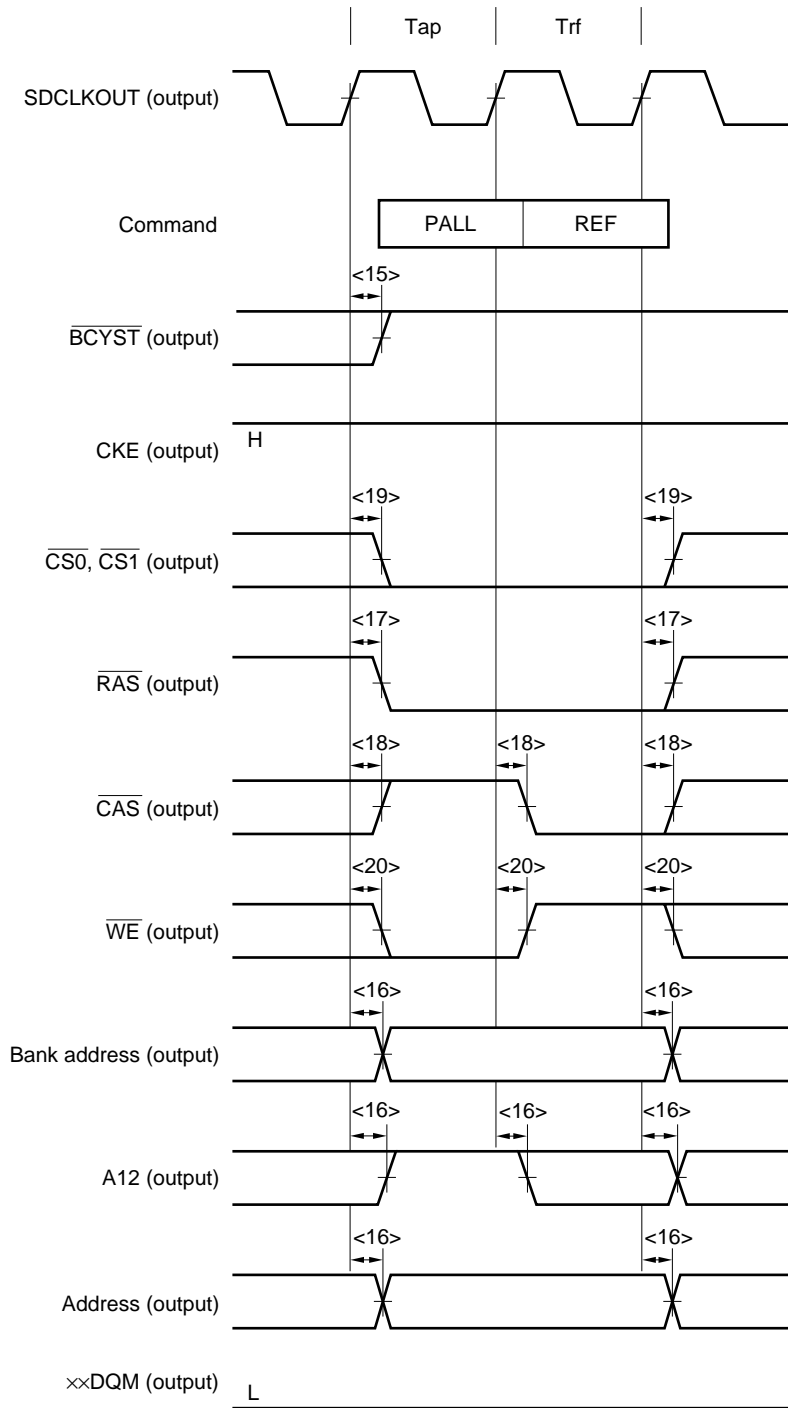 Tap Trf
SDCLKOUT (output)
Command PALL REF
<15>
BCYST (output)
CKE (output) H
<19> <19>
CS0, CS1 (output)
<17> <17>
RAS (output)
<18> <18> <18>
CAS (output)
<20> <20> <20>
WE (output)
<16> <16>
Bank address (output)
<16> <16> <16>
A12 (output)
<16> <16>
Address (output)
××DQM (output) L